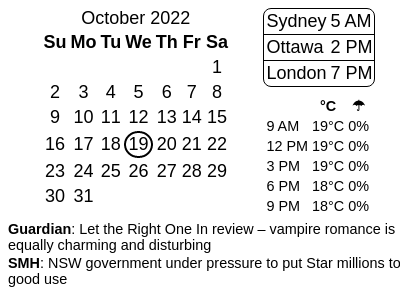 October 2022
Su Mo Tu We Th Fr Sa
1
2 3 4 5 6 7 8
9 10 11 12 13 14 15
16 17 18 19 20 21 22
23 24 25 26 27 28 29
30 31
Sydney 5 AM
Ottawa 2 PM
London 7 PM
°C ☂
9 AM 19°C 0%
12 PM 19°C 0%
3 PM 19°C 0%
6 PM 18°C 0%
9 PM 18°C 0%
Guardian: Let the Right One In review – vampire romance is
equally charming and disturbing
SMH: NSW government under pressure to put Star millions to
good use